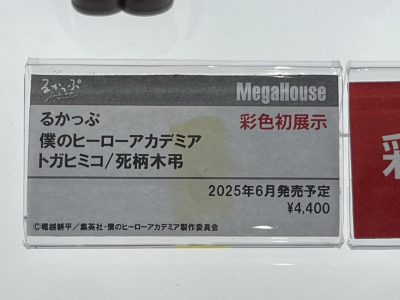 るかっぷ MegaHouse
るかっぷ 彩色初展示
僕のヒーローアカデミア
トガヒミコ/死柄木弔
2025年6月発売予定
¥4,400
©堀越耕平/集英社・僕のヒーローアカデミア製作委員会